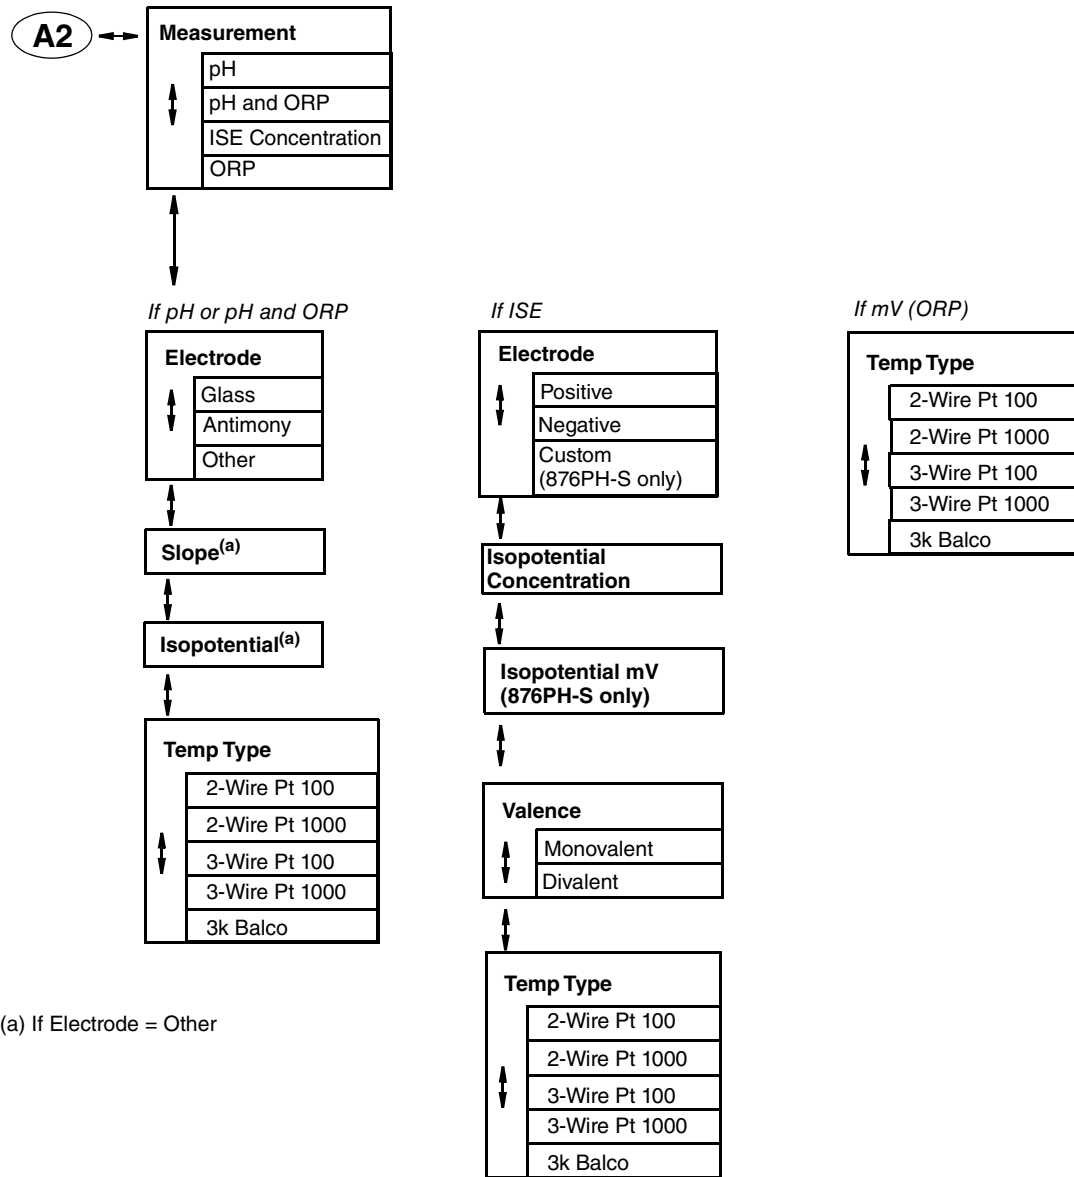 A2
Measurement
pH
pH and ORP
ISE Concentration
ORP
If pH or pH and ORP
Electrode
Glass
Antimony
Other
Slope(a)
Isopotential(a)
Temp Type
2-Wire Pt 100
2-Wire Pt 1000
3-Wire Pt 100
3-Wire Pt 1000
3k Balco
(a) If Electrode = Other
If ISE
Electrode
Positive
Negative
Custom
(876PH-S only)
Isopotential
Concentration
Isopotential mV
(876PH-S only)
Valence
Monovalent
Divalent
Temp Type
2-Wire Pt 100
2-Wire Pt 1000
3-Wire Pt 100
3-Wire Pt 1000
3k Balco
If mV (ORP)
Temp Type
2-Wire Pt 100
2-Wire Pt 1000
3-Wire Pt 100
3-Wire Pt 1000
3k Balco